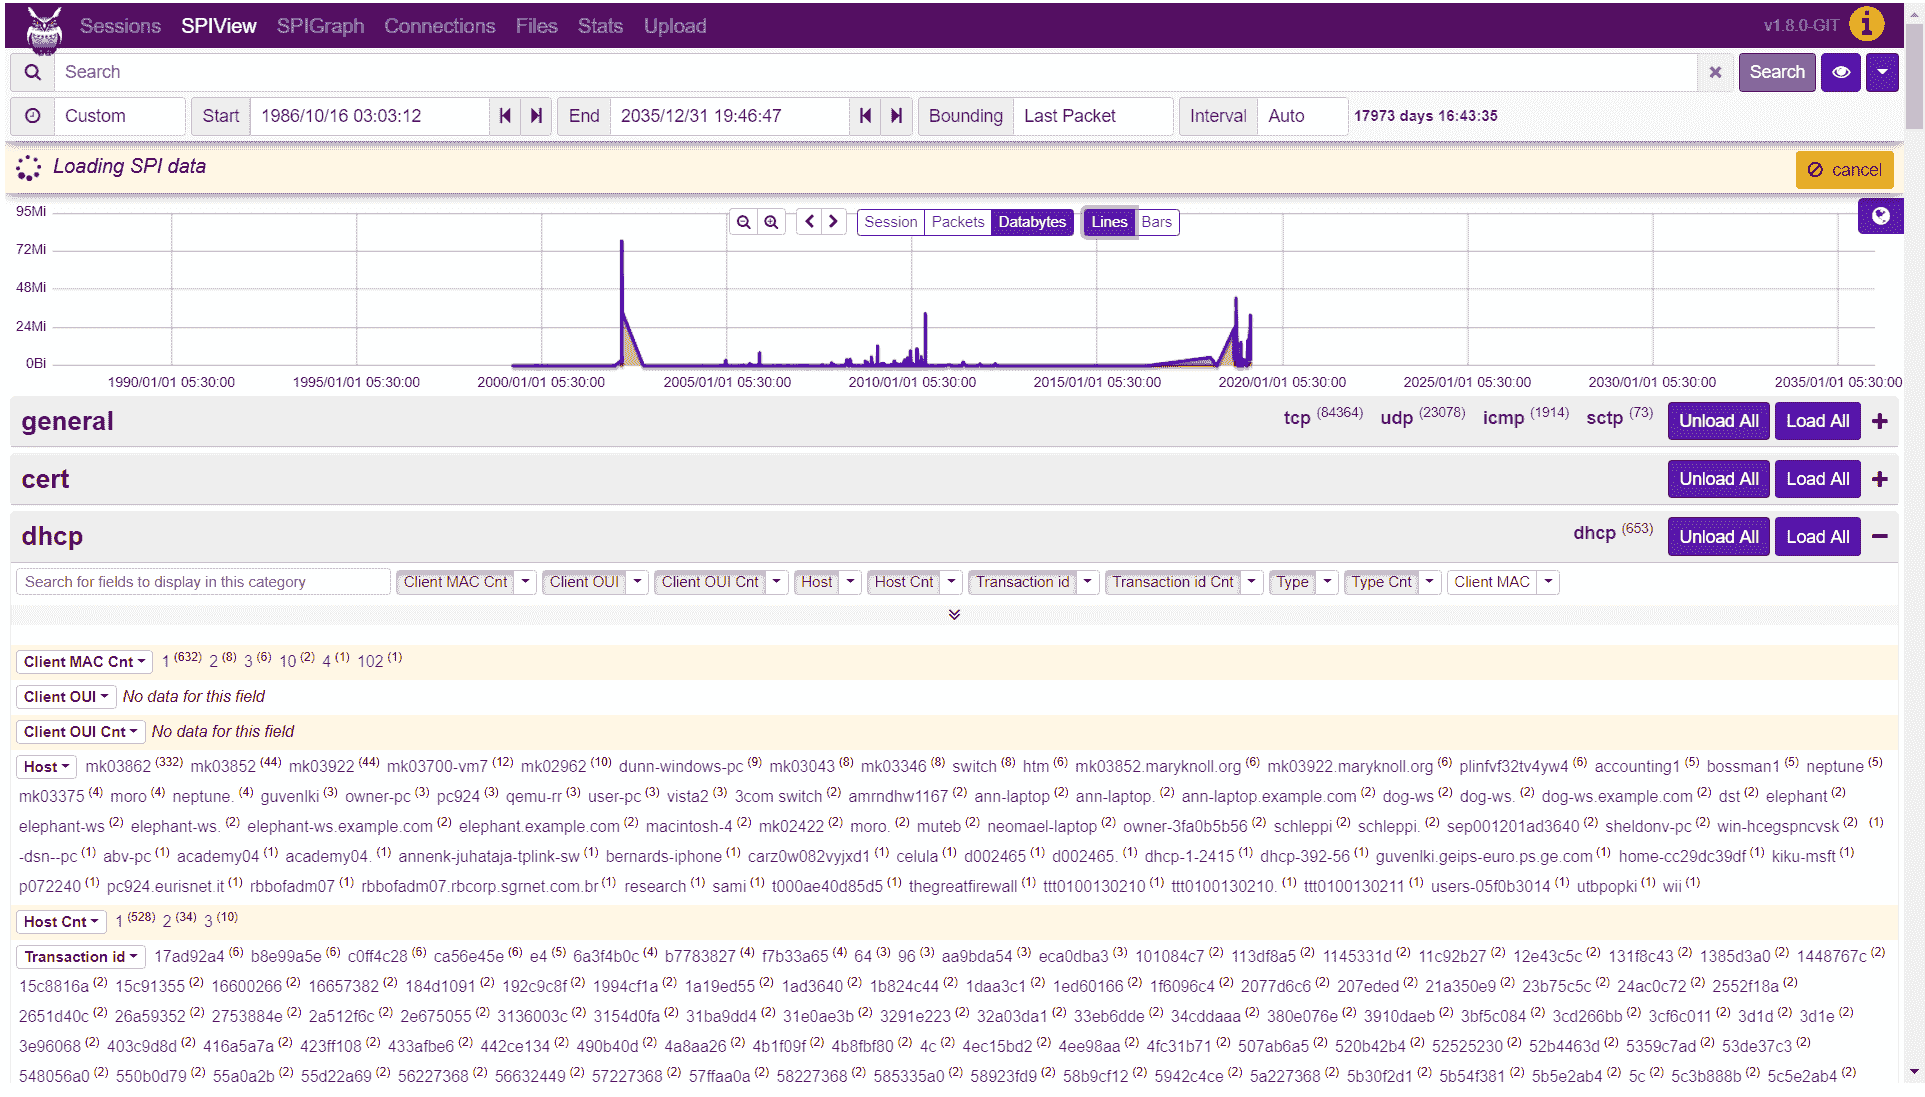 Sessions SPIView SPIGraph Connections Files Stats Upload v1.8.0-GIT
Search Search
Custom Start 1986/10/16 03:03:12 End 2035/12/31 19:46:47 Bounding Last Packet Interval Auto 17973 days 16:43:35
Loading SPI data cancel
95Mi
Session Packets Databytes Lines Bars
72Mi
48Mi
24Mi
0Bi
1990/01/01 05:30:00 1995/01/01 05:30:00 2000/01/01 05:30:00 2005/01/01 05:30:00 2010/01/01 05:30:00 2015/01/01 05:30:00 2020/01/01 05:30:00 2025/01/01 05:30:00 2030/01/01 05:30:00 2035/01/01 05:30:00
general tcp (84364) udp (23078) icmp (1914) sctp (73) Unload All Load All
cert Unload All Load All
dhcp dhcp (653) Unload All Load All
Search for fields to display in this category Client MAC Cnt Client OUI Client OUI Cnt Host Host Cnt Transaction id Transaction id Cnt Type Type Cnt Client MAC
Client MAC Cnt 1 (632) 2 (8) 3 (6) 10 (2) 4 (1) 102 (1)
Client OUI No data for this field
Client OUI Cnt No data for this field
Host mk03862 (332) mk03852 (44) mk03922 (44) mk03700-vm7 (12) mk02962 (10) dunn-windows-pc (9) mk03043 (8) mk03346 (8) switch (8) htm (6) mk03852.maryknoll.org (6) mk03922.maryknoll.org (6) plinfvf32tv4yw4 (6) accounting1 (5) bossman1 (5) neptune (5)
mk03375 (4) moro (4) neptune. (4) guvenlki (3) owner-pc (3) pc924 (3) qemu-rr (3) user-pc (3) vista2 (3) 3com switch (2) amrndhw1167 (2) ann-laptop (2) ann-laptop. (2) ann-laptop.example.com (2) dog-ws (2) dog-ws. (2) dog-ws.example.com (2) dst (2) elephant (2)
elephant-ws (2) elephant-ws. (2) elephant-ws.example.com (2) elephant.example.com (2) macintosh-4 (2) mk02422 (2) moro. (2) muteb (2) neomael-laptop (2) owner-3fa0b5b56 (2) schleppi (2) schleppi. (2) sep001201ad3640 (2) sheldonv-pc (2) win-hcegspncvsk (2) (1)
-dsn--pc (1) abv-pc (1) academy04 (1) academy04. (1) annenk-juhataja-tplink-sw (1) bernards-iphone (1) carz0w082vyjxd1 (1) celula (1) d002465 (1) d002465. (1) dhcp-1-2415 (1) dhcp-392-56 (1) guvenlki.geips-euro.ps.ge.com (1) home-cc29dc39df (1) kiku-msft (1)
p072240 (1) pc924.eurisnet.it (1) rbbofadm07 (1) rbbofadm07.rbcorp.sgrnet.com.br (1) research (1) sami (1) t000ae40d85d5 (1) thegreatfirewall (1) ttt0100130210 (1) ttt0100130210. (1) ttt0100130211 (1) users-05f0b3014 (1) utbpopki (1) wii (1)
Host Cnt 1 (528) 2 (34) 3 (10)
Transaction id 17ad92a4 (6) b8e99a5e (6) c0ff4c28 (6) ca56e45e (6) e4 (5) 6a3f4b0c (4) b7783827 (4) f7b33a65 (4) 64 (3) 96 (3) aa9bda54 (3) eca0dba3 (3) 101084c7 (2) 113df8a5 (2) 1145331d (2) 11c92b27 (2) 12e43c5c (2) 131f8c43 (2) 1385d3a0 (2) 1448767c (2)
15c8816a (2) 15c91355 (2) 16600266 (2) 16657382 (2) 184d1091 (2) 192c9c8f (2) 1994cf1a (2) 1a19ed55 (2) 1ad3640 (2) 1b824c44 (2) 1daa3c1 (2) 1ed60166 (2) 1f6096c4 (2) 2077d6c6 (2) 207eded (2) 21a350e9 (2) 23b75c5c (2) 24ac0c72 (2) 2552f18a (2)
2651d40c (2) 26a59352 (2) 2753884e (2) 2a512f6c (2) 2e675055 (2) 3136003c (2) 3154d0fa (2) 31ba9dd4 (2) 31e0ae3b (2) 3291e223 (2) 32a03da1 (2) 33eb6dde (2) 34cddaaa (2) 380e076e (2) 3910daeb (2) 3bf5c084 (2) 3cd266bb (2) 3cf6c011 (2) 3d1d (2) 3d1e (2)
3e96068 (2) 403c9d8d (2) 416a5a7a (2) 423ff108 (2) 433afbe6 (2) 442ce134 (2) 490b40d (2) 4a8aa26 (2) 4b1f09f (2) 4b8fbf80 (2) 4c (2) 4ec15bd2 (2) 4ee98aa (2) 4fc31b71 (2) 507ab6a5 (2) 520b42b4 (2) 52525230 (2) 52b4463d (2) 5359c7ad (2) 53de37c3 (2)
548056a0 (2) 550b0d79 (2) 55a0a2b (2) 55d22a69 (2) 56227368 (2) 56632449 (2) 57227368 (2) 57ffaa0a (2) 58227368 (2) 585335a0 (2) 58923fd9 (2) 58b9cf12 (2) 5942c4ce (2) 5a227368 (2) 5b30f2d1 (2) 5b54f381 (2) 5b5e2ab4 (2) 5c (2) 5c3b888b (2) 5c5e2ab4 (2)